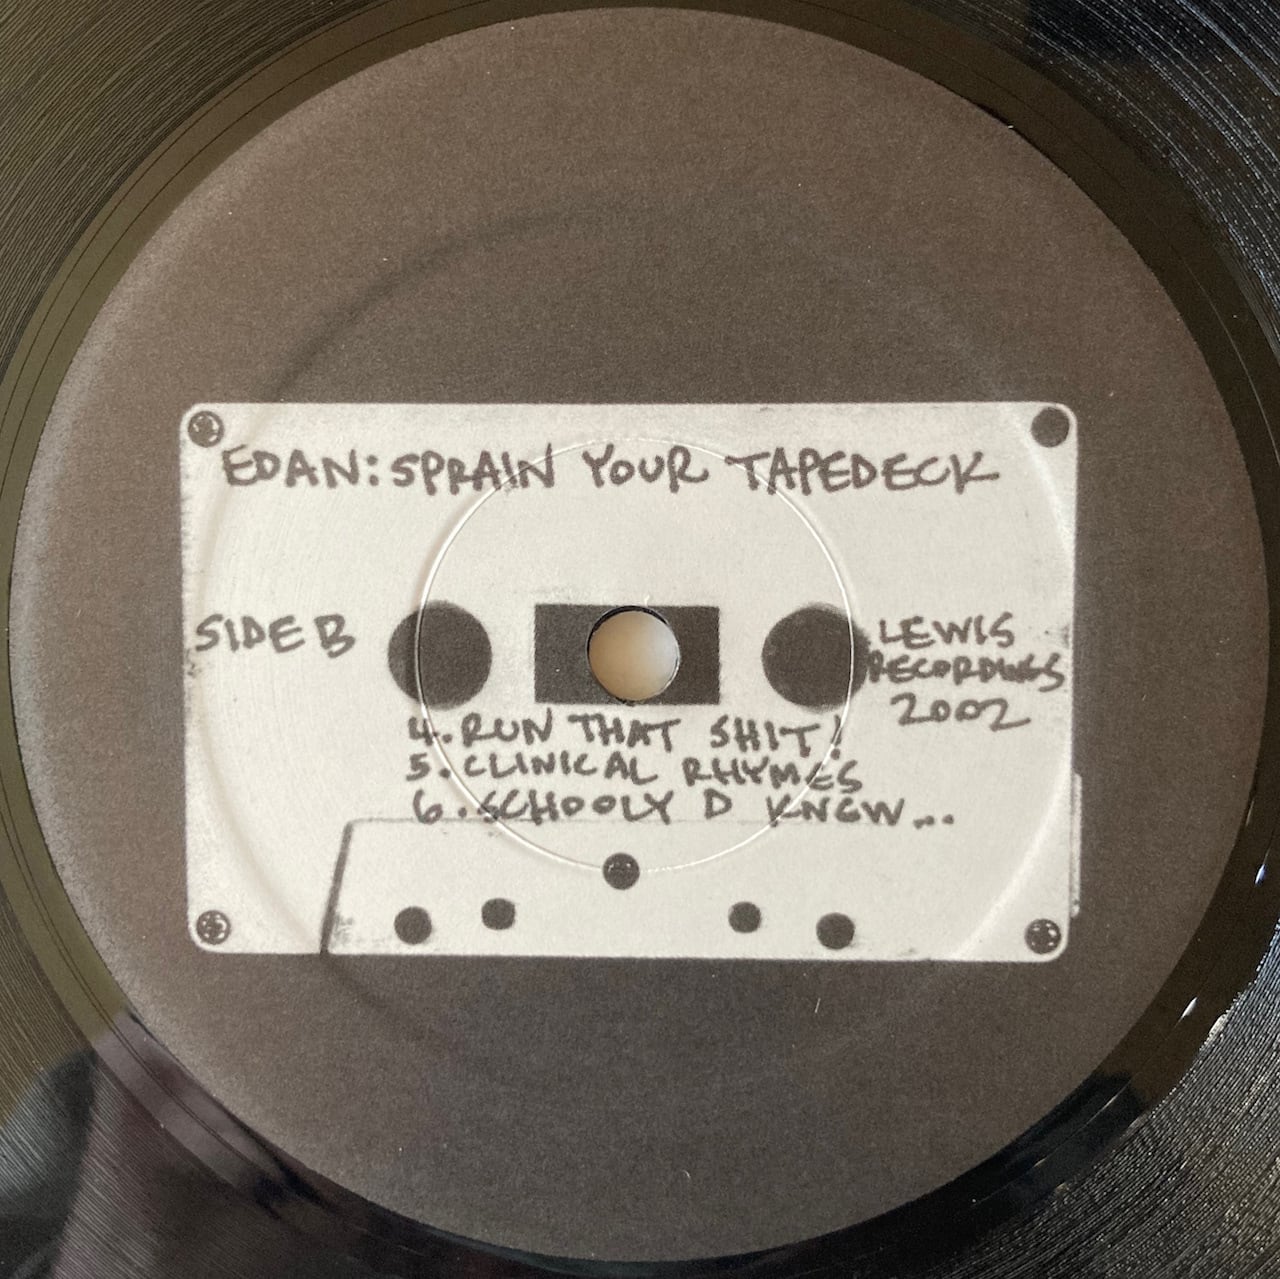 EDAN: SPRAIN YOUR TAPEDECK
SIDE B
LEWIS
RECORDINGS
2002
4. RUN THAT SHIT!
5. CLINICAL RHYMES
6. SCHOOLY D KNEW...